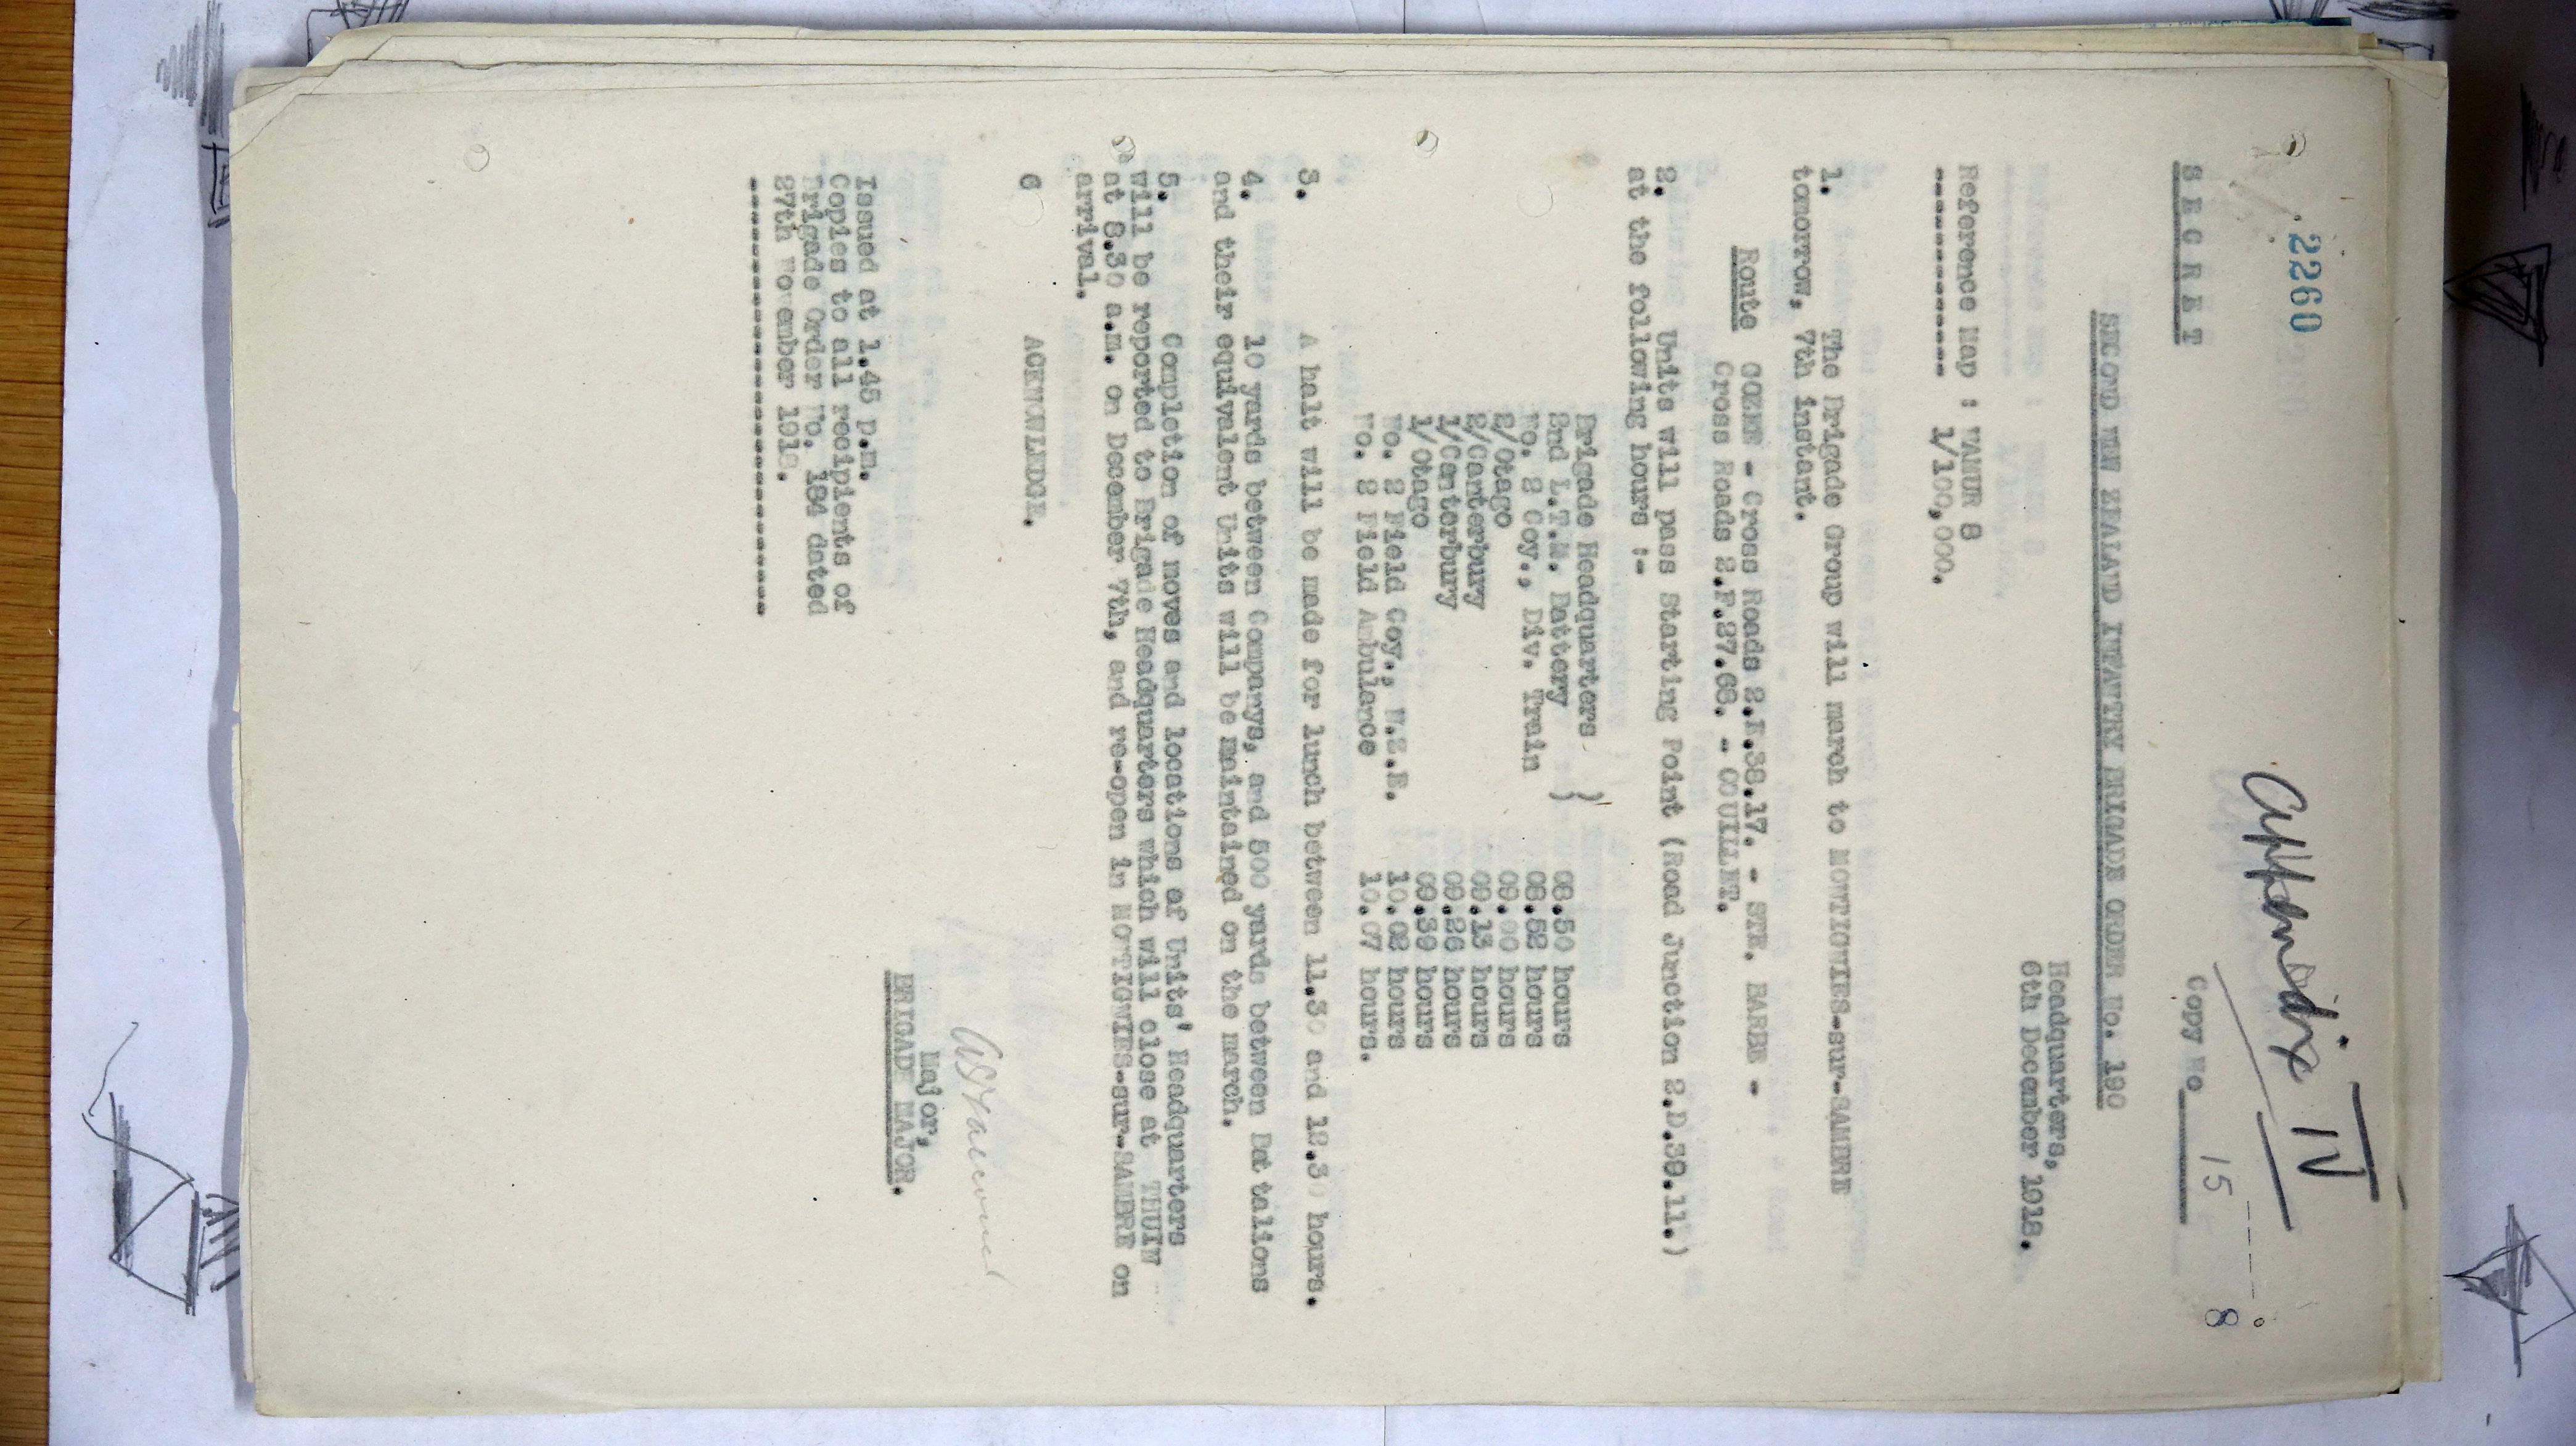 2260
Appendix IV
SECRET
Copy No 15
8
SECOND NEW ZEALAND INFANTRY BRIGADE ORDER No. 190
Headquarters,
6th December 1918.
Reference Map : NAMUR 8
1/100,000.
1. The Brigade Group will march to MONTIGNIES-sur-SAMBRE
tomorrow, 7th instant.
Route GOZEE - Cross Roads 2.E.38.17. - STE. BARBE -
Cross Roads 2.F.27.68. - COUILLET.
2. Units will pass Starting Point (Road Junction 2.D.39.11.)
at the following hours :-
Brigade Headquarters )
2nd L.T.M. Battery ) 08.50 hours
No. 2 Coy., Div. Train 08.52 hours
2/Otago 09.00 hours
2/Canterbury 09.13 hours
1/Canterbury 09.26 hours
1/Otago 09.39 hours
No. 2 Field Coy., N.Z.E. 10.02 hours
No. 2 Field Ambulance 10.07 hours.
3. A halt will be made for lunch between 11.30 and 12.30 hours.
4. 10 yards between Companys, and 500 yards between Battalions
and their equivalent Units will be maintained on the march.
5. Completion of moves and locations of Units' Headquarters
will be reported to Brigade Headquarters which will close at THUIN
at 8.30 a.m. on December 7th, and re-open in MONTIGNIES-sur-SAMBRE on
arrival.
6 ACKNOWLEDGE.
Major,
BRIGADE MAJOR.
Issued at 1.45 p.m.
Copies to all recipients of
Brigade Order No. 184 dated
27th November 1918.